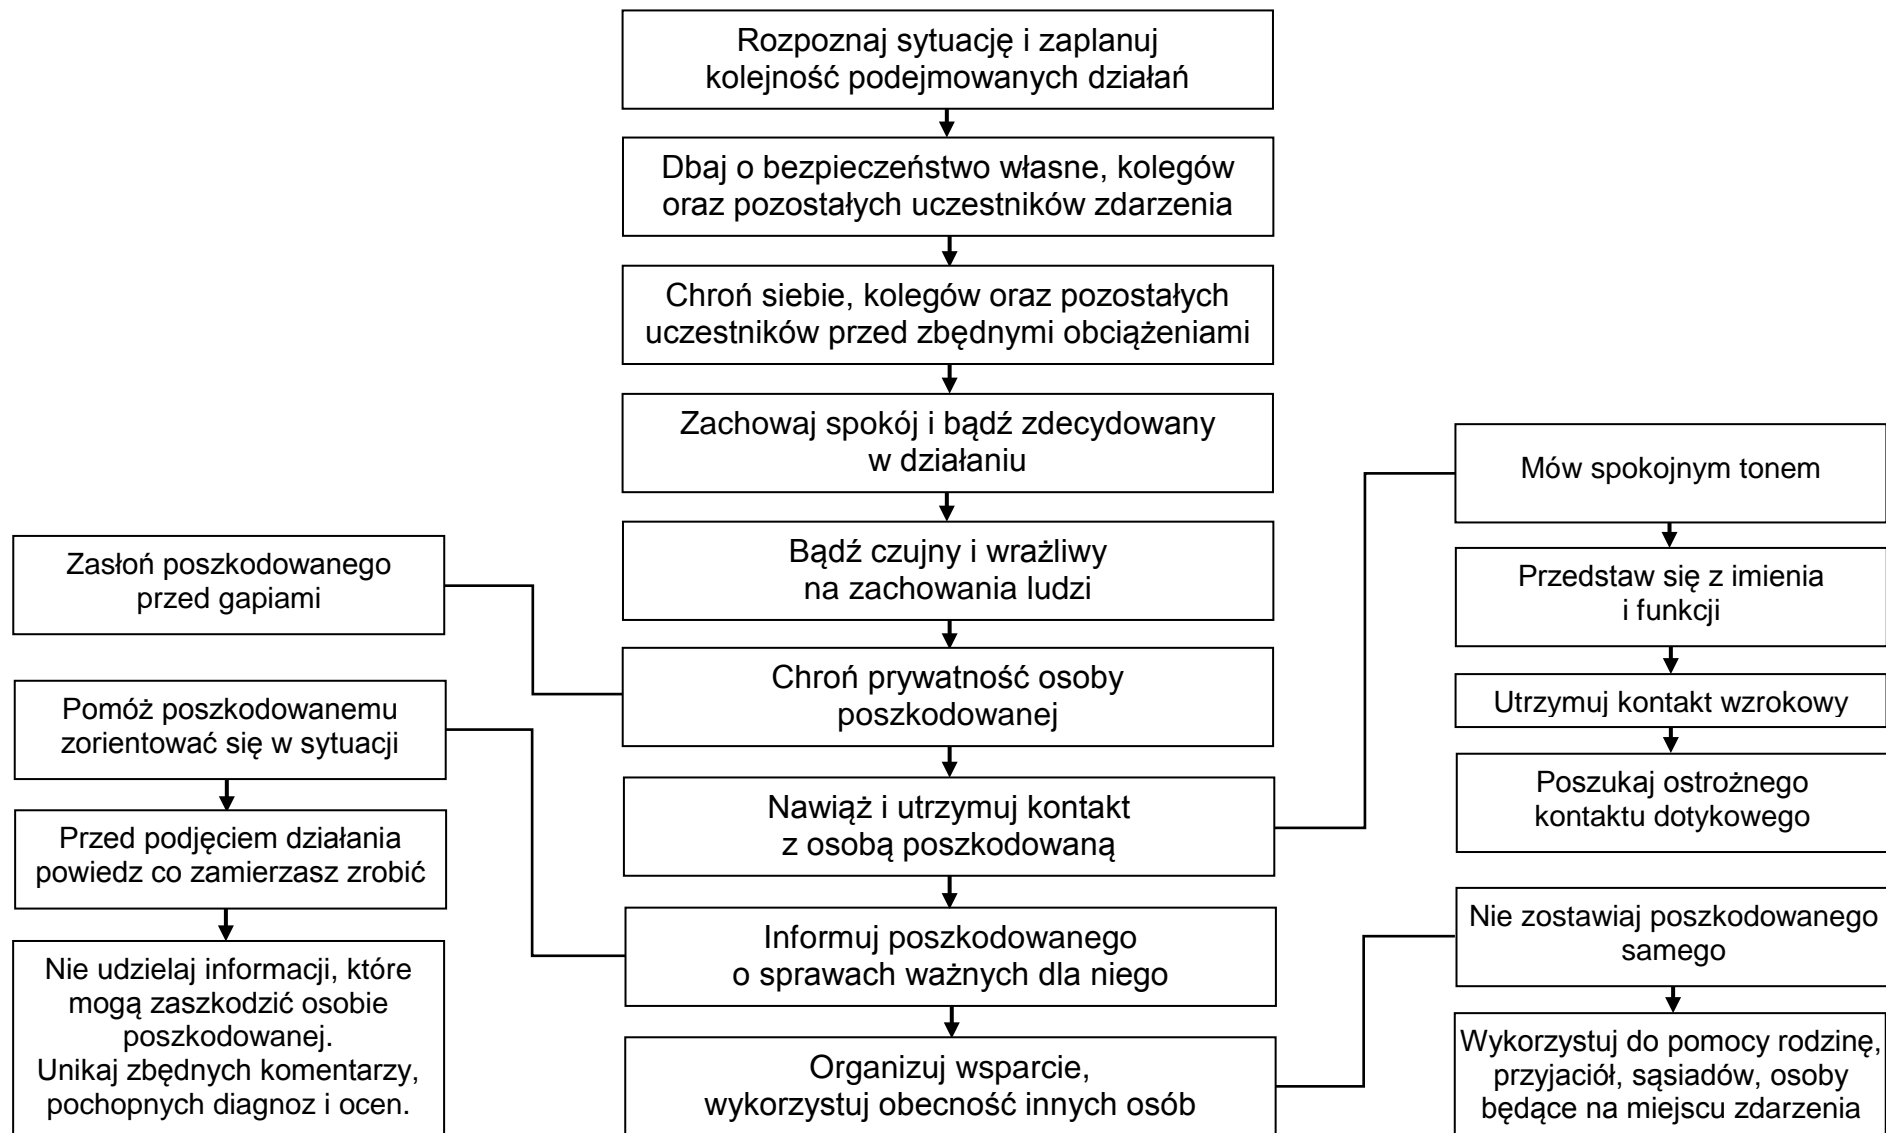 Rozpoznaj sytuację i zaplanuj
kolejność podejmowanych działań
Dbaj o bezpieczeństwo własne, kolegów
oraz pozostałych uczestników zdarzenia
Chroń siebie, kolegów oraz pozostałych
uczestników przed zbędnymi obciążeniami
Zachowaj spokój i bądź zdecydowany
w działaniu
Bądź czujny i wrażliwy
na zachowania ludzi
Chroń prywatność osoby
poszkodowanej
Zasłoń poszkodowanego
przed gapiami
Nawiąż i utrzymuj kontakt
z osobą poszkodowaną
Mów spokojnym tonem
Przedstaw się z imienia
i funkcji
Utrzymuj kontakt wzrokowy
Poszukaj ostrożnego
kontaktu dotykowego
Informuj poszkodowanego
o sprawach ważnych dla niego
Pomóż poszkodowanemu
zorientować się w sytuacji
Przed podjęciem działania
powiedz co zamierzasz zrobić
Nie udzielaj informacji, które
mogą zaszkodzić osobie
poszkodowanej.
Unikaj zbędnych komentarzy,
pochopnych diagnoz i ocen.
Organizuj wsparcie,
wykorzystuj obecność innych osób
Nie zostawiaj poszkodowanego
samego
Wykorzystuj do pomocy rodzinę,
przyjaciół, sąsiadów, osoby
będące na miejscu zdarzenia